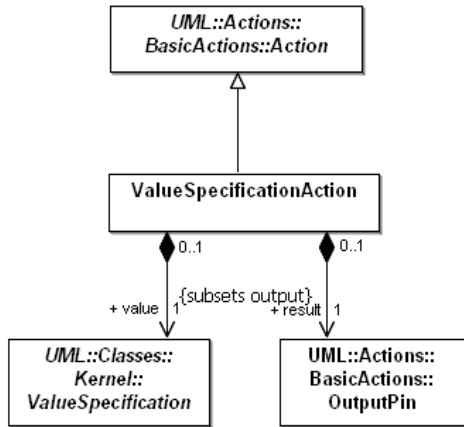 UML::Actions::
BasicActions::Action
ValueSpecificationAction
0..1
0..1
{subsets output}
+ value 1
+ result 1
UML::Classes::
Kernel::
ValueSpecification
UML::Actions::
BasicActions::
OutputPin